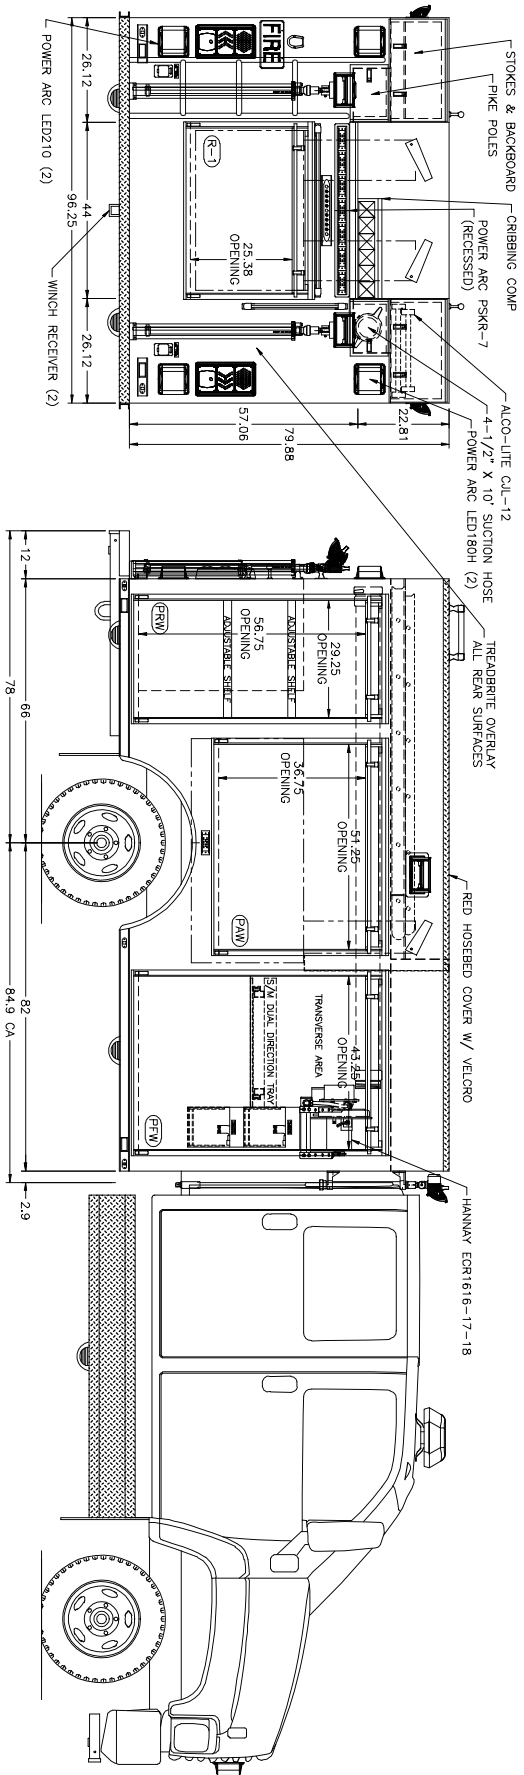 STOKES & BACKBOARD
PIKE POLES
CRIBBING COMP
POWER ARC PSKR-7
(RECESSED)
ALCO-LITE CJL-12
4-1/2" X 10' SUCTION HOSE
POWER ARC LED180H (2)
TREADBRITE OVERLAY
ALL REAR SURFACES
FIRE
R-1
25.38
OPENING
22.81
57.06
79.88
26.12
44
26.12
96.25
POWER ARC LED210 (2)
WINCH RECEIVER (2)
RED HOSEBED COVER W/ VELCRO
HANNAY ECR1616-17-18
29.25
OPENING
ADJUSTABLE SHELF
56.75
OPENING
ADJUSTABLE SHELF
PRW
51.25
OPENING
36.75
OPENING
PAW
43.25
OPENING
TRANSVERSE AREA
S/M DUAL DIRECTION TRAY
PFW
12
66
82
2.9
78
84.9 CA